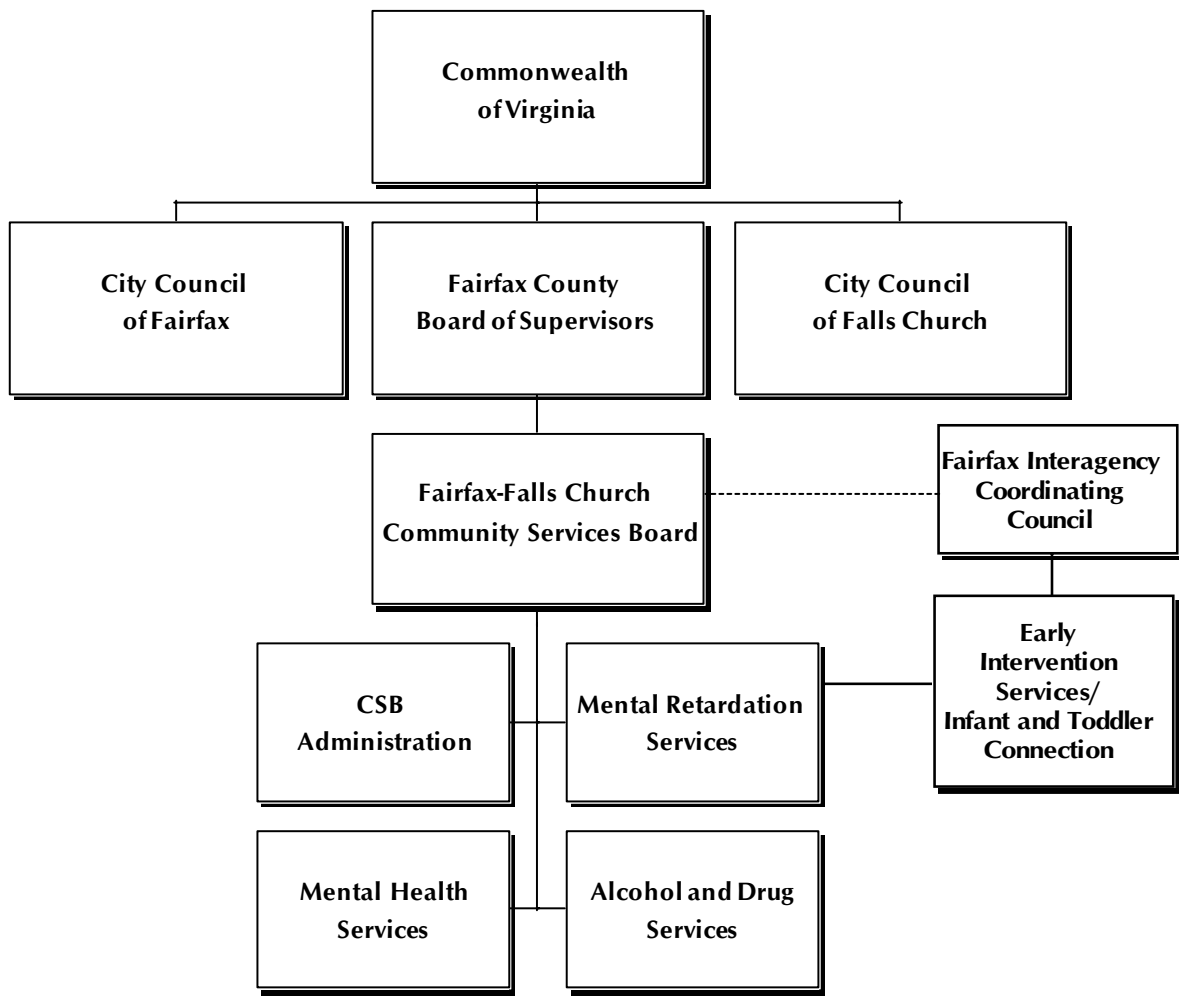 Commonwealth
of Virginia
City Council
of Fairfax
Fairfax County
Board of Supervisors
City Council
of Falls Church
Fairfax-Falls Church
Community Services Board
Fairfax Interagency
Coordinating
Council
CSB
Administration
Mental Retardation
Services
Early
Intervention
Services/
Infant and Toddler
Connection
Mental Health
Services
Alcohol and Drug
Services